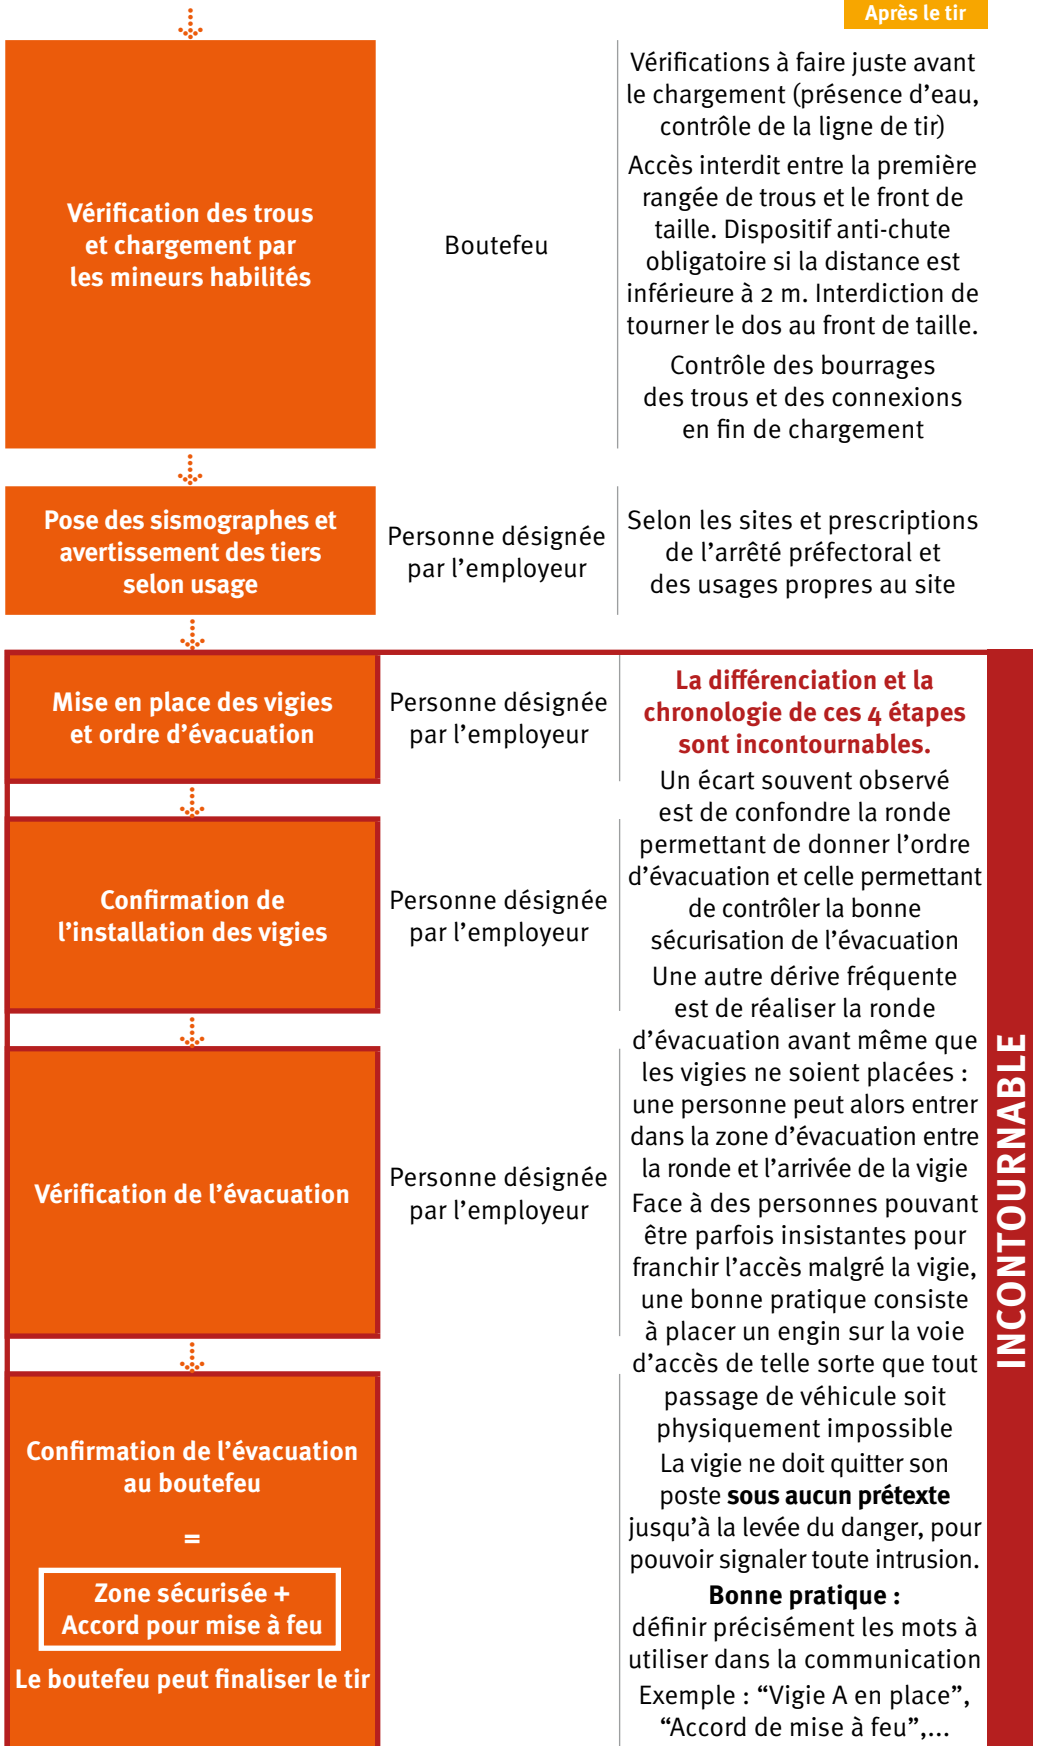 Après le tir
Vérification des trous
et chargement par
les mineurs habilités
Boutefeu
Vérifications à faire juste avant
le chargement (présence d’eau,
contrôle de la ligne de tir)
Accès interdit entre la première
rangée de trous et le front de
taille. Dispositif anti-chute
obligatoire si la distance est
inférieure à 2 m. Interdiction de
tourner le dos au front de taille.
Contrôle des bourrages
des trous et des connexions
en fin de chargement
Pose des sismographes et
avertissement des tiers
selon usage
Personne désignée
par l’employeur
Selon les sites et prescriptions
de l’arrêté préfectoral et
des usages propres au site
Mise en place des vigies
et ordre d’évacuation
Personne désignée
par l’employeur
Confirmation de
l’installation des vigies
Personne désignée
par l’employeur
Vérification de l’évacuation
Personne désignée
par l’employeur
Confirmation de l’évacuation
au boutefeu
=
Zone sécurisée +
Accord pour mise à feu
Le boutefeu peut finaliser le tir
La différenciation et la
chronologie de ces 4 étapes
sont incontournables.
Un écart souvent observé
est de confondre la ronde
permettant de donner l’ordre
d’évacuation et celle permettant
de contrôler la bonne
sécurisation de l’évacuation
Une autre dérive fréquente
est de réaliser la ronde
d’évacuation avant même que
les vigies ne soient placées :
une personne peut alors entrer
dans la zone d’évacuation entre
la ronde et l’arrivée de la vigie
Face à des personnes pouvant
être parfois insistantes pour
franchir l’accès malgré la vigie,
une bonne pratique consiste
à placer un engin sur la voie
d’accès de telle sorte que tout
passage de véhicule soit
physiquement impossible
La vigie ne doit quitter son
poste sous aucun prétexte
jusqu’à la levée du danger, pour
pouvoir signaler toute intrusion.
Bonne pratique :
définir précisément les mots à
utiliser dans la communication
Exemple : “Vigie A en place”,
“Accord de mise à feu”,...
INCONTOURNABLE